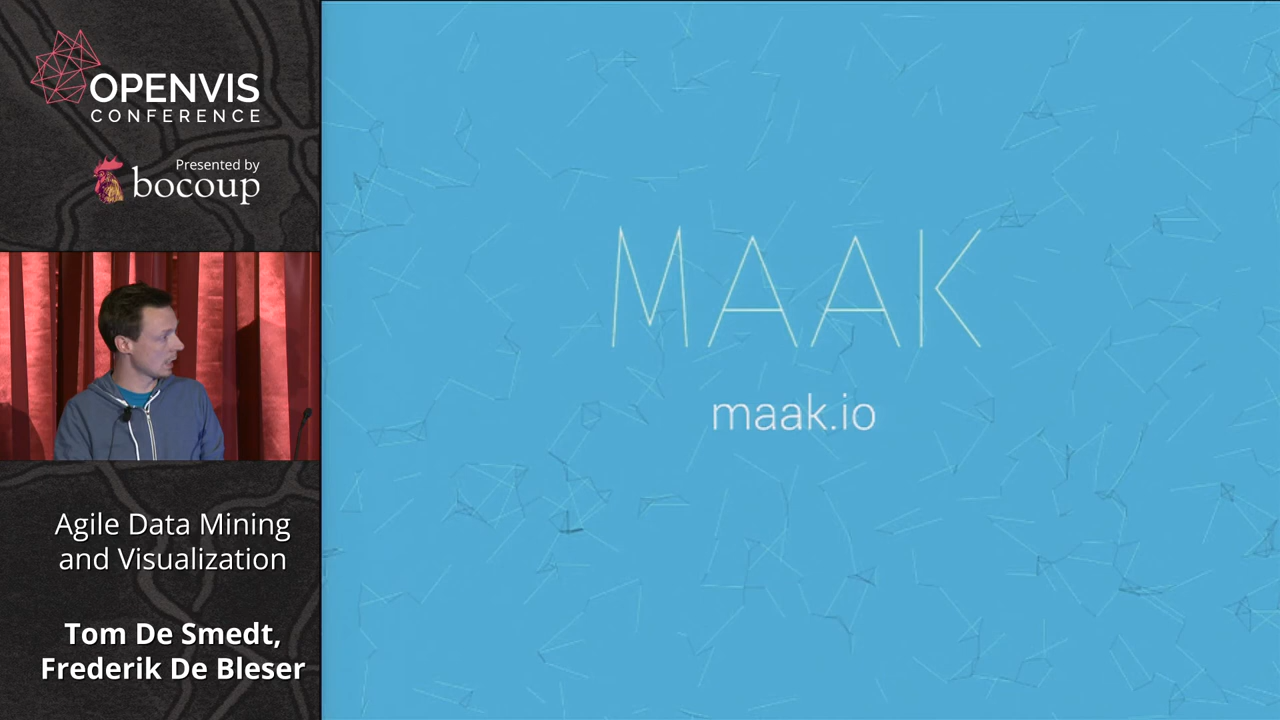 OPENVIS
CONFERENCE
Presented by
bocoup
Agile Data Mining
and Visualization
Tom De Smedt,
Frederik De Bleser
MAAK
maak.io